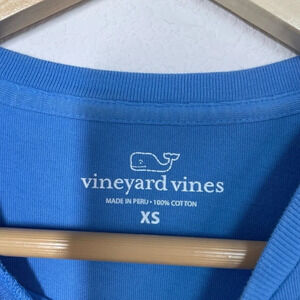 vineyard vines
MADE IN PERU • 100% COTTON
XS